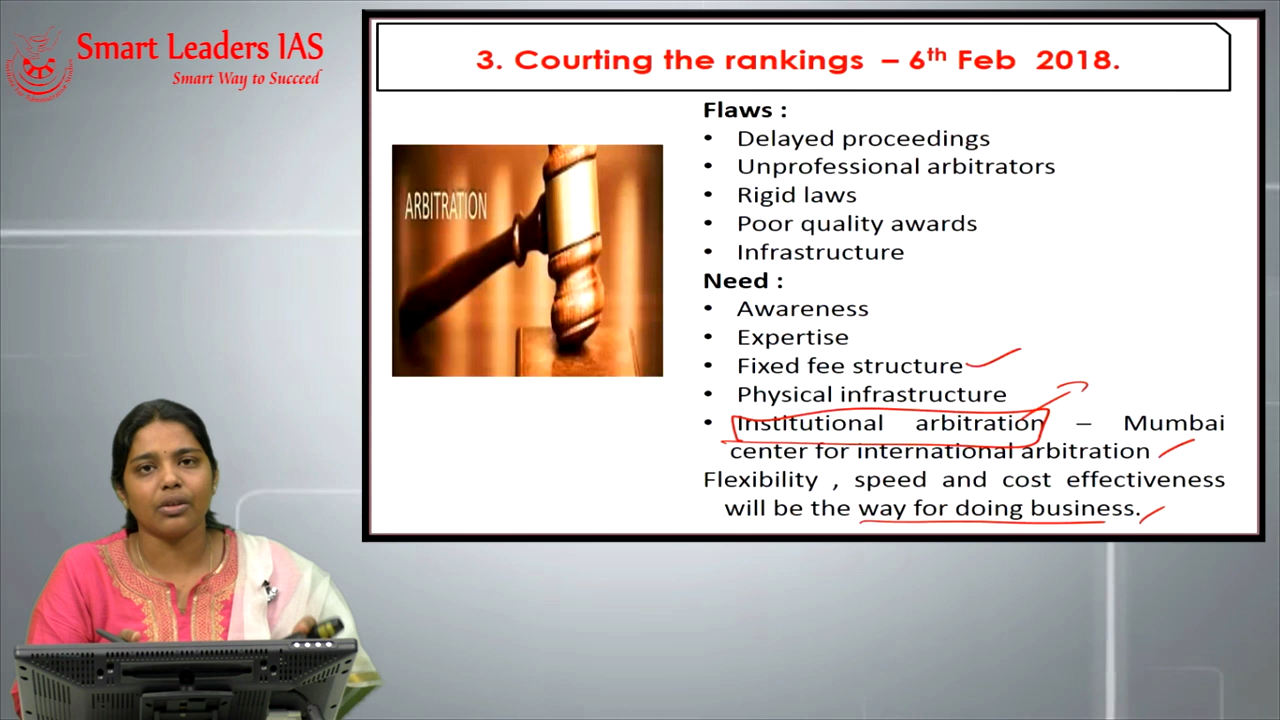 Smart Leaders IAS
Smart Way to Succeed
3. Courting the rankings – 6th Feb 2018.
ARBITRATION
Flaws :
• Delayed proceedings
• Unprofessional arbitrators
• Rigid laws
• Poor quality awards
• Infrastructure
Need :
• Awareness
• Expertise
• Fixed fee structure
• Physical infrastructure
• Institutional arbitration – Mumbai
center for international arbitration
Flexibility , speed and cost effectiveness
will be the way for doing business.